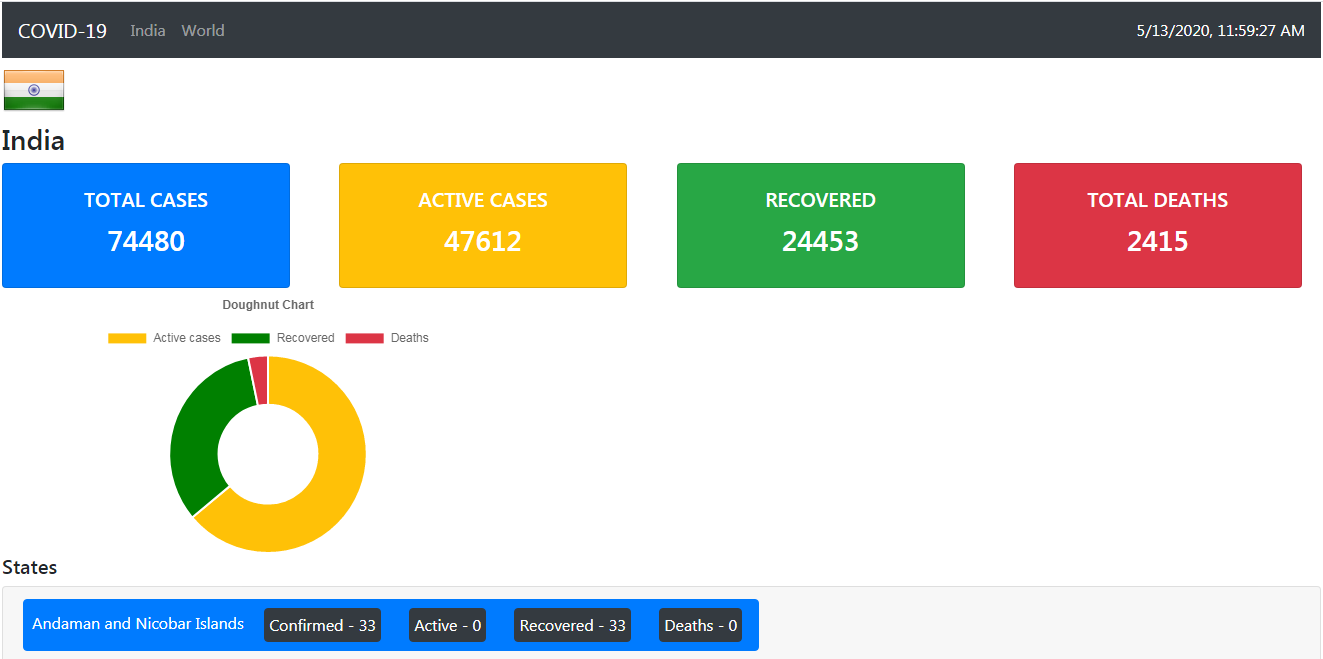 COVID-19 India World 5/13/2020, 11:59:27 AM
India
TOTAL CASES
74480
ACTIVE CASES
47612
RECOVERED
24453
TOTAL DEATHS
2415
Doughnut Chart
Active cases Recovered Deaths
States
Andaman and Nicobar Islands Confirmed - 33 Active - 0 Recovered - 33 Deaths - 0